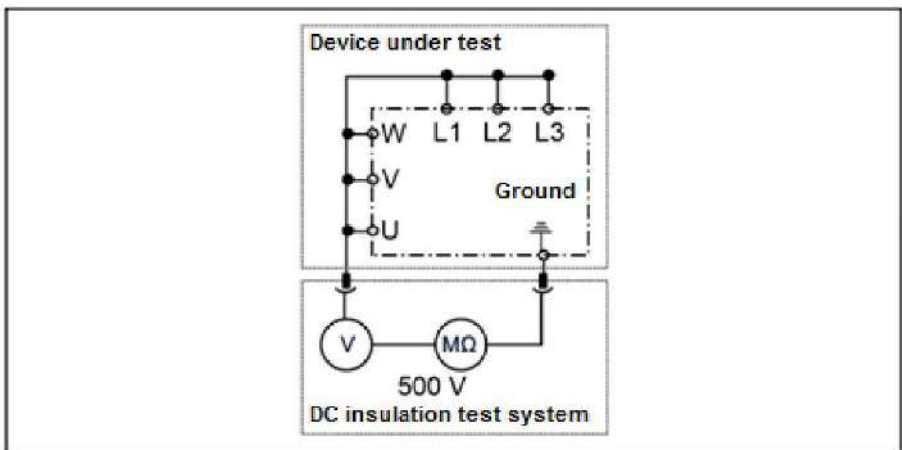 Device under test
L1 L2 L3
W
V
U
Ground
V
MΩ
500 V
DC insulation test system